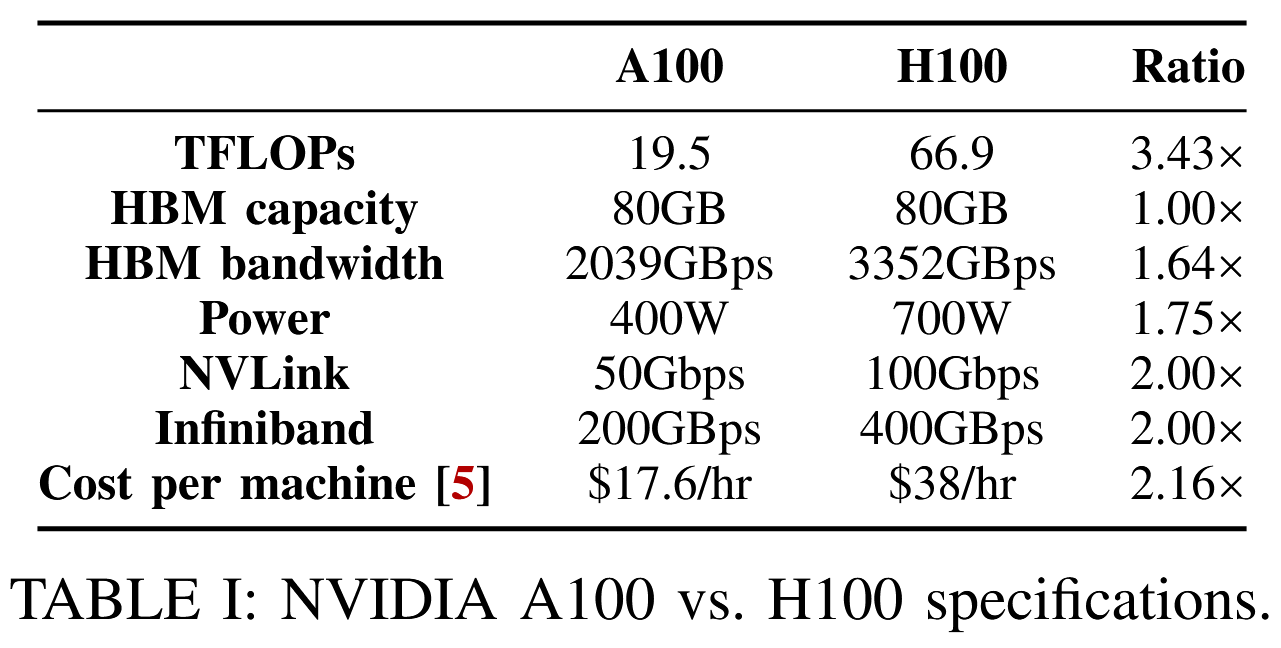 A100 H100 Ratio
TFLOPs 19.5 66.9 3.43×
HBM capacity 80GB 80GB 1.00×
HBM bandwidth 2039GBps 3352GBps 1.64×
Power 400W 700W 1.75×
NVLink 50Gbps 100Gbps 2.00×
Infiniband 200GBps 400GBps 2.00×
Cost per machine [5] $17.6/hr $38/hr 2.16×
TABLE I: NVIDIA A100 vs. H100 specifications.